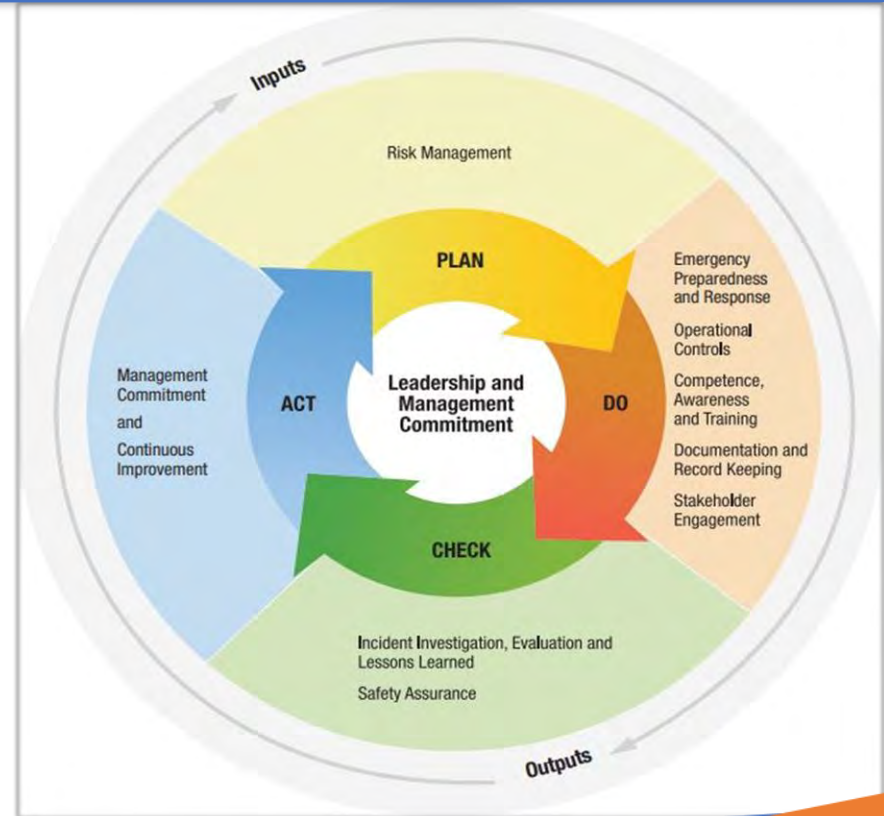 Inputs
Risk Management
PLAN
Emergency
Preparedness
and Response
Operational
Controls
Competence,
Awareness
and Training
Documentation and
Record Keeping
Stakeholder
Engagement
DO
Leadership and
Management
Commitment
ACT
Management
Commitment
and
Continuous
Improvement
CHECK
Incident Investigation, Evaluation and
Lessons Learned
Safety Assurance
Outputs